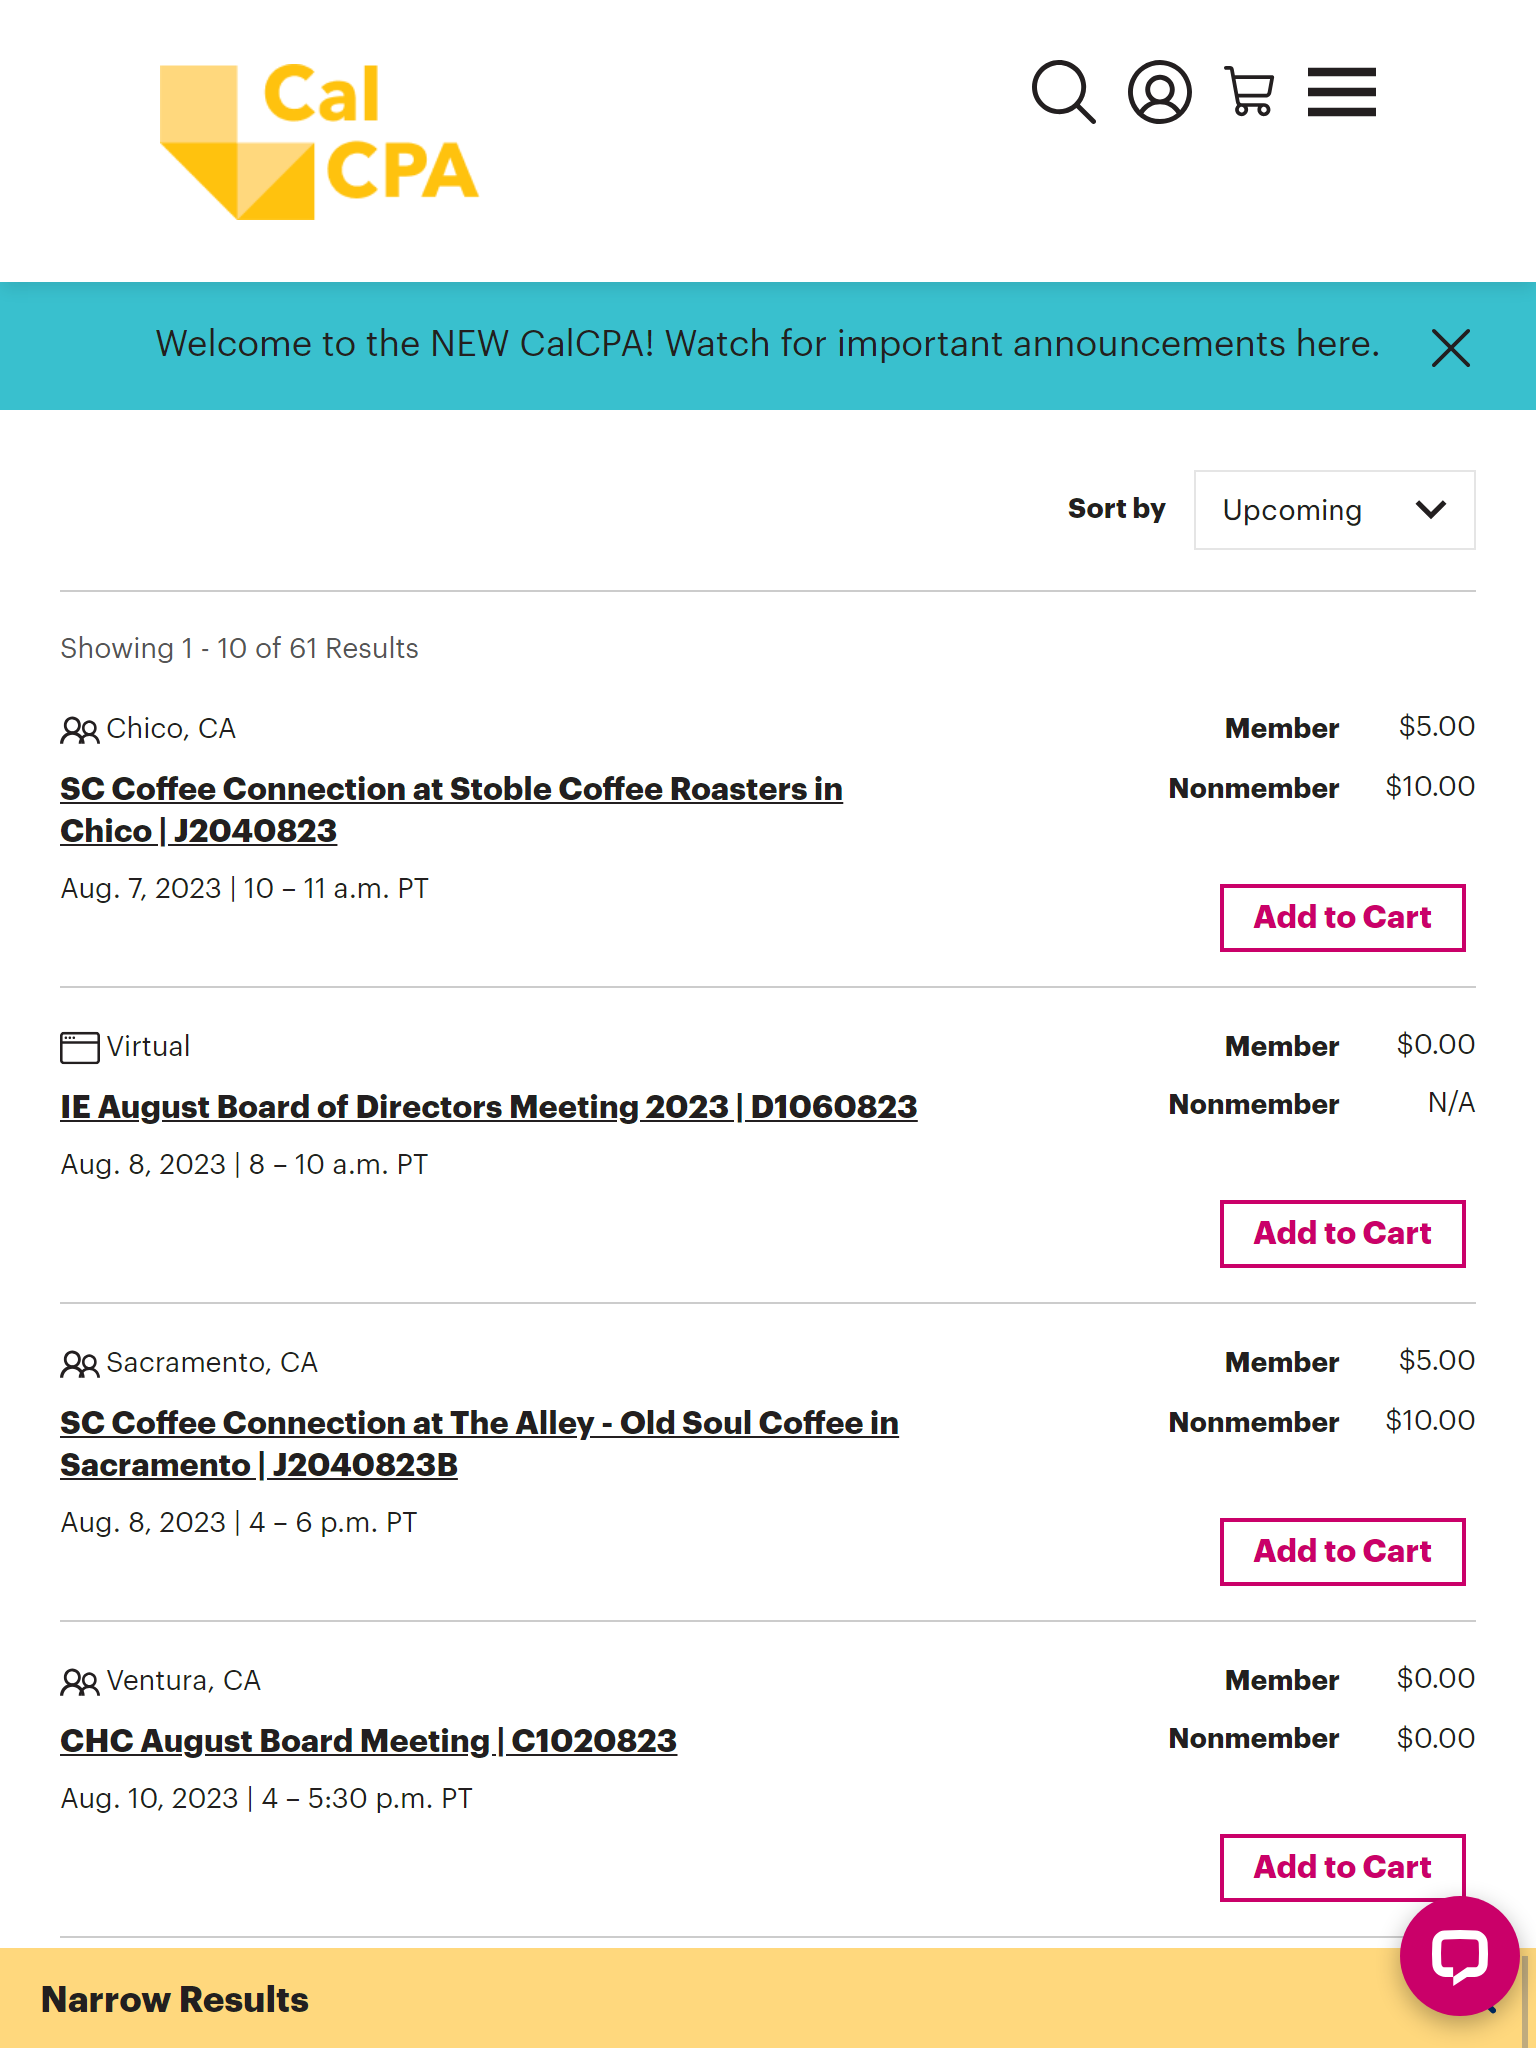 Cal
CPA
Welcome to the NEW CalCPA! Watch for important announcements here.
Sort by
Upcoming
Showing 1 - 10 of 61 Results
Chico, CA
Member $5.00
SC Coffee Connection at Stoble Coffee Roasters in
Chico | J2040823
Nonmember $10.00
Aug. 7, 2023 | 10 – 11 a.m. PT
Add to Cart
Virtual
Member $0.00
IE August Board of Directors Meeting 2023 | D1060823
Nonmember N/A
Aug. 8, 2023 | 8 – 10 a.m. PT
Add to Cart
Sacramento, CA
Member $5.00
SC Coffee Connection at The Alley - Old Soul Coffee in
Sacramento | J2040823B
Nonmember $10.00
Aug. 8, 2023 | 4 – 6 p.m. PT
Add to Cart
Ventura, CA
Member $0.00
CHC August Board Meeting | C1020823
Nonmember $0.00
Aug. 10, 2023 | 4 – 5:30 p.m. PT
Add to Cart
Narrow Results